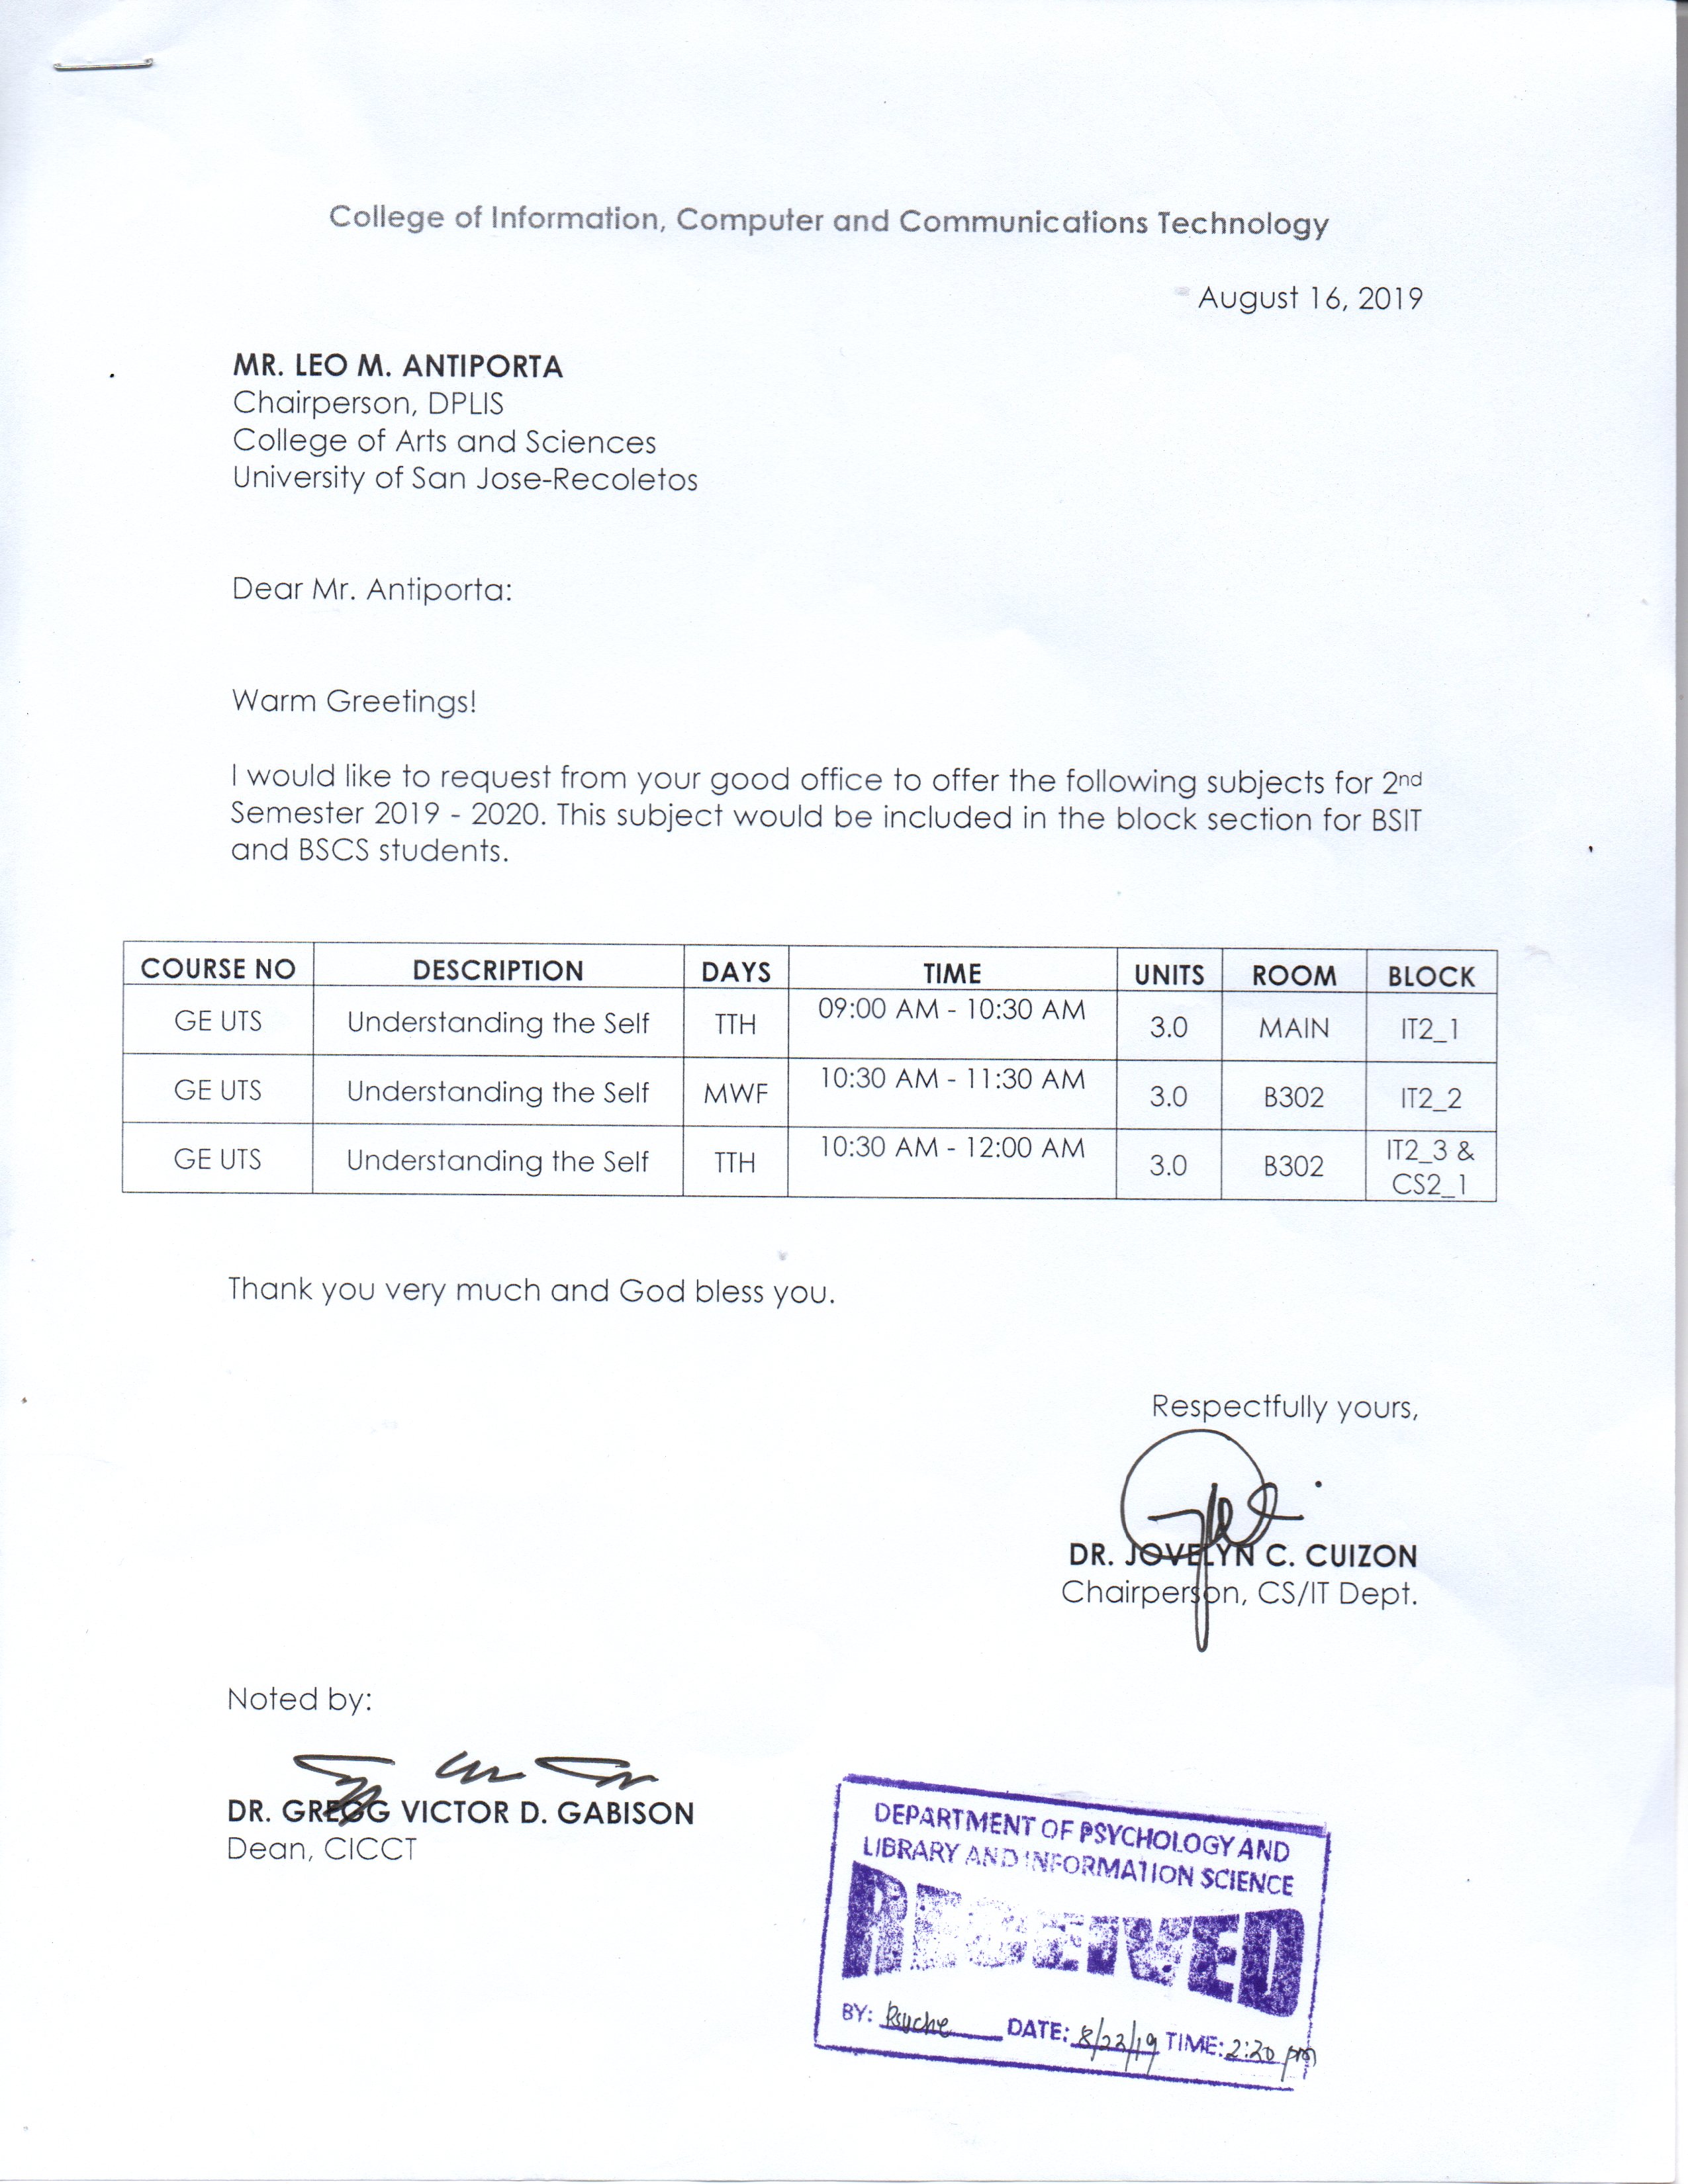 College of Information, Computer and Communications Technology
August 16, 2019
MR. LEO M. ANTIPORTA
Chairperson, DPLIS
College of Arts and Sciences
University of San Jose-Recoletos
Dear Mr. Antiporta:
Warm Greetings!
I would like to request from your good office to offer the following subjects for 2nd
Semester 2019 - 2020. This subject would be included in the block section for BSIT
and BSCS students.
COURSE NO DESCRIPTION DAYS TIME UNITS ROOM BLOCK
GE UTS Understanding the Self TTH 09:00 AM - 10:30 AM 3.0 MAIN IT2_1
GE UTS Understanding the Self MWF 10:30 AM - 11:30 AM 3.0 B302 IT2_2
GE UTS Understanding the Self TTH 10:30 AM - 12:00 AM 3.0 B302 IT2_3 &
CS2_1
Thank you very much and God bless you.
Respectfully yours,
DR. JOVELYN C. CUIZON
Chairperson, CS/IT Dept.
Noted by:
DR. GREGG VICTOR D. GABISON
Dean, CICCT
DEPARTMENT OF PSYCHOLOGY AND
LIBRARY AND INFORMATION SCIENCE
RECEIVED
BY: Psyche DATE: 8/22/19 TIME: 2:20 pm